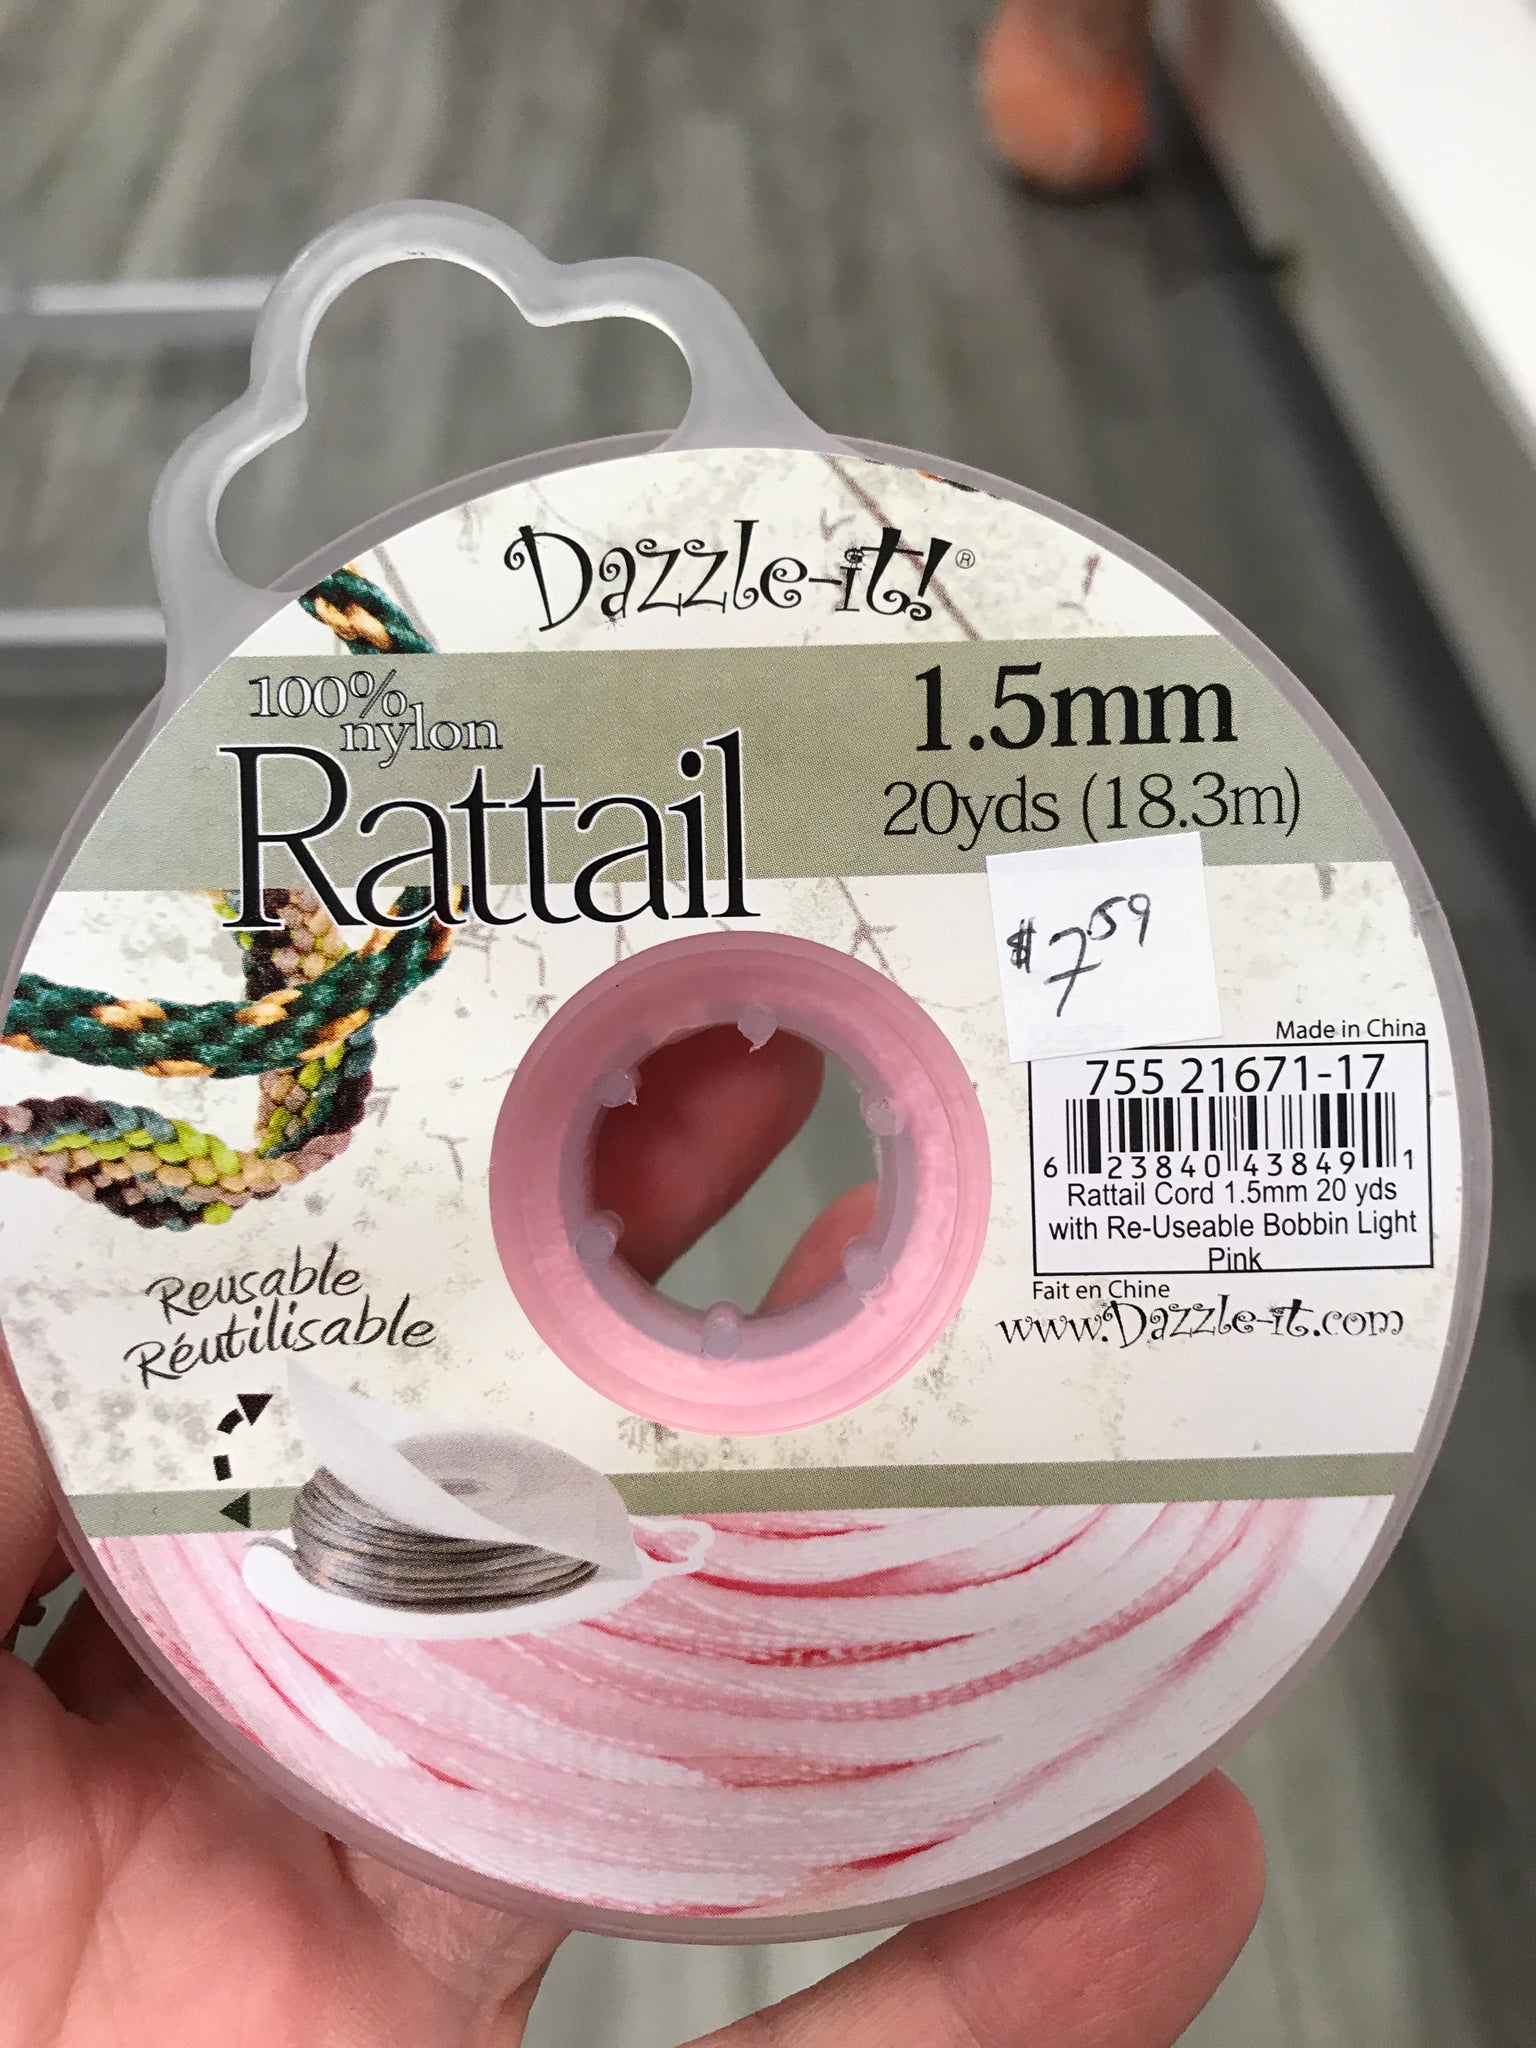 Dazzle-it!®
100%
nylon
Rattail
1.5mm
20yds (18.3m)
$7.59
Made in China
755 21671-17
6 23840 43849 1
Rattail Cord 1.5mm 20 yds
with Re-Useable Bobbin Light
Pink
Fait en Chine
www.Dazzle-it.com
Reusable
Réutilisable